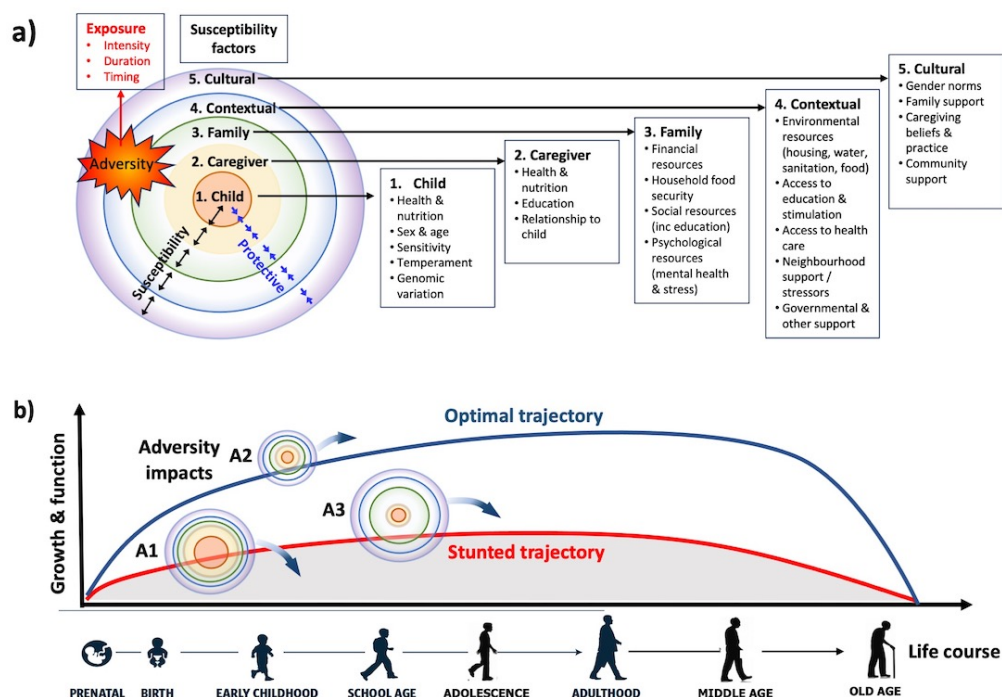 a)
Exposure
• Intensity
• Duration
• Timing
Susceptibility
factors
5. Cultural
4. Contextual
3. Family
2. Caregiver
1. Child
Adversity
Susceptibility
Protective
1. Child
• Health &
nutrition
• Sex & age
• Sensitivity
• Temperament
• Genomic
variation
2. Caregiver
• Health &
nutrition
• Education
• Relationship to
child
3. Family
• Financial
resources
• Household food
security
• Social resources
(inc education)
• Psychological
resources
(mental health
& stress)
4. Contextual
• Environmental
resources
(housing, water,
sanitation, food)
• Access to
education &
stimulation
• Access to health
care
• Neighbourhood
support /
stressors
• Governmental &
other support
5. Cultural
• Gender norms
• Family support
• Caregiving
beliefs &
practice
• Community
support
b)
Growth & function
Optimal trajectory
Adversity
impacts
A2
A3
A1
Stunted trajectory
Life course
PRENATAL
BIRTH
EARLY CHILDHOOD
SCHOOL AGE
ADOLESCENCE
ADULTHOOD
MIDDLE AGE
OLD AGE